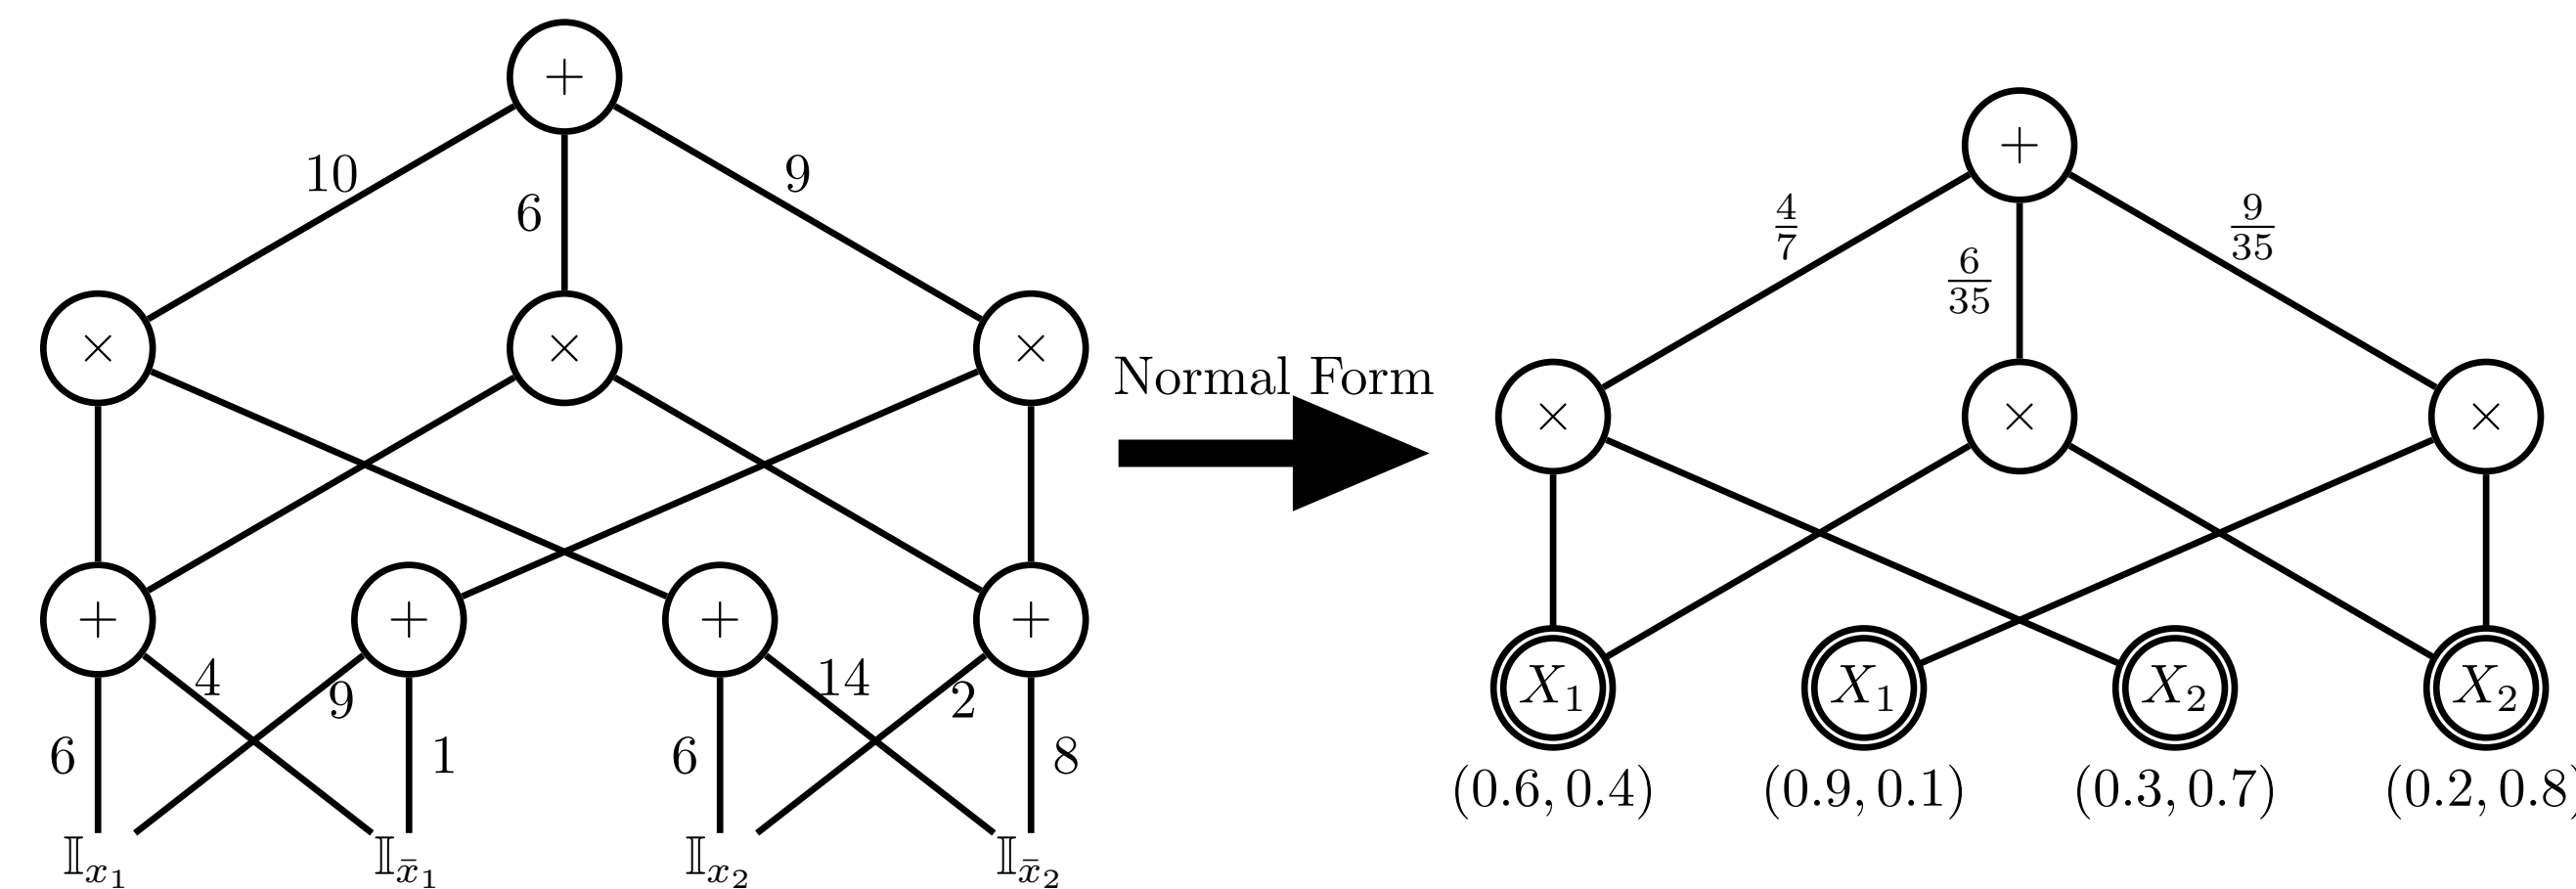 +
10 6 9
× × ×
+ + + +
6 4 9 1 6 14 2 8
𝕀x₁ 𝕀x̄₁ 𝕀x₂ 𝕀x̄₂
Normal Form
+
4/7 6/35 9/35
× × ×
X₁ X₁ X₂ X₂
(0.6, 0.4) (0.9, 0.1) (0.3, 0.7) (0.2, 0.8)